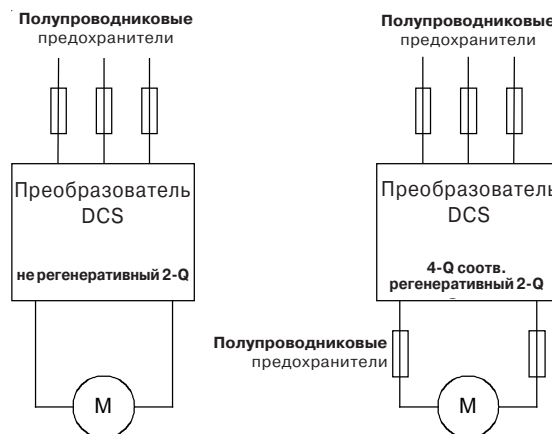 Полупроводниковые
предохранители
Преобразователь
DCS
не регенеративный 2-Q
M
Полупроводниковые
предохранители
Преобразователь
DCS
4-Q соотв.
регенеративный 2-Q
Полупроводниковые
предохранители
M